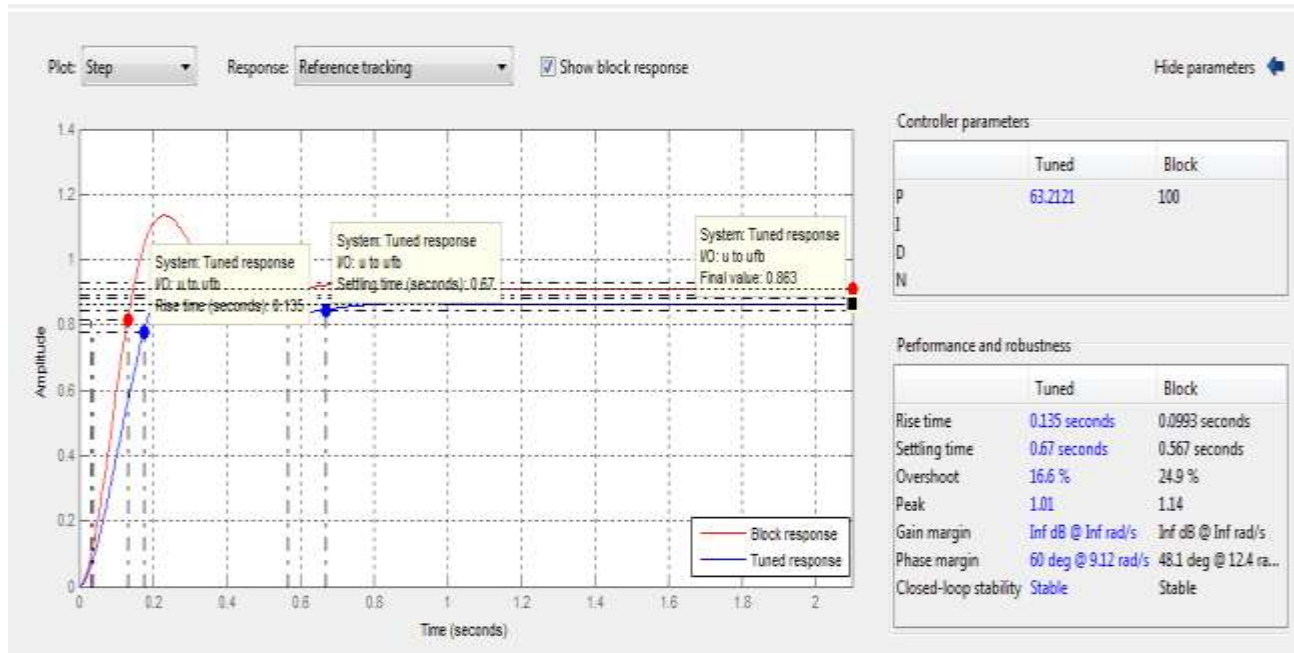 Plot: Step Response: Reference tracking Show block response Hide parameters
1.4
1.2
1
0.8
0.6
0.4
0.2
0
Amplitude
System: Tuned response
I/O: u to ufb
Rise time (seconds): 0.135
System: Tuned response
I/O: u to ufb
Settling time (seconds): 0.67
System: Tuned response
I/O: u to ufb
Final value: 0.863
Block response
Tuned response
0 0.2 0.4 0.6 0.8 1 1.2 1.4 1.6 1.8 2
Time (seconds)
Controller parameters
Tuned Block
P 63.2121 100
I
D
N
Performance and robustness
Tuned Block
Rise time 0.135 seconds 0.0993 seconds
Settling time 0.67 seconds 0.567 seconds
Overshoot 16.6 % 24.9 %
Peak 1.01 1.14
Gain margin Inf dB @ Inf rad/s Inf dB @ Inf rad/s
Phase margin 60 deg @ 9.12 rad/s 48.1 deg @ 12.4 ra...
Closed-loop stability Stable Stable